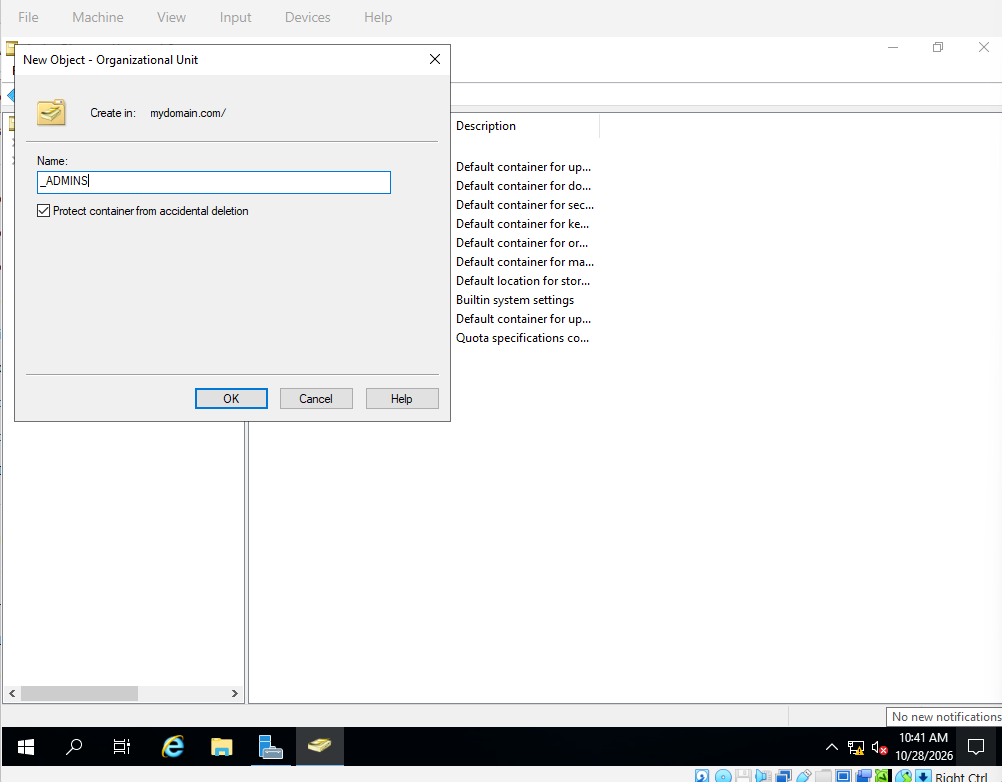 File Machine View Input Devices Help
New Object - Organizational Unit
Create in: mydomain.com/
Name:
_ADMINS
Protect container from accidental deletion
OK Cancel Help
Description
Default container for up...
Default container for do...
Default container for sec...
Default container for ke...
Default container for or...
Default container for ma...
Default location for stor...
Builtin system settings
Default container for up...
Quota specifications co...
No new notifications
10:41 AM
10/28/2026
Right Ctrl